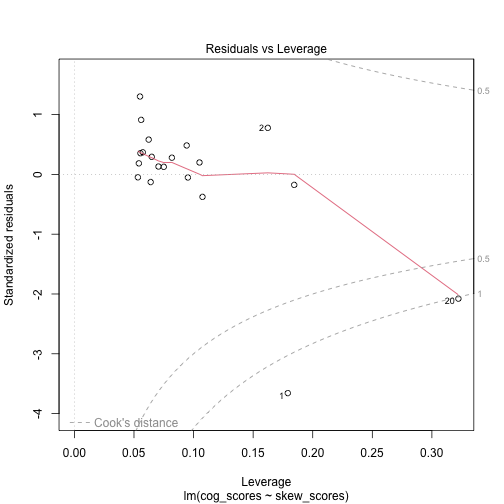 Residuals vs Leverage
Standardized residuals
1
0
-1
-2
-3
-4
0.5
0.5
1
2
20
1
Cook's distance
0.00 0.05 0.10 0.15 0.20 0.25 0.30
Leverage
lm(cog_scores ~ skew_scores)